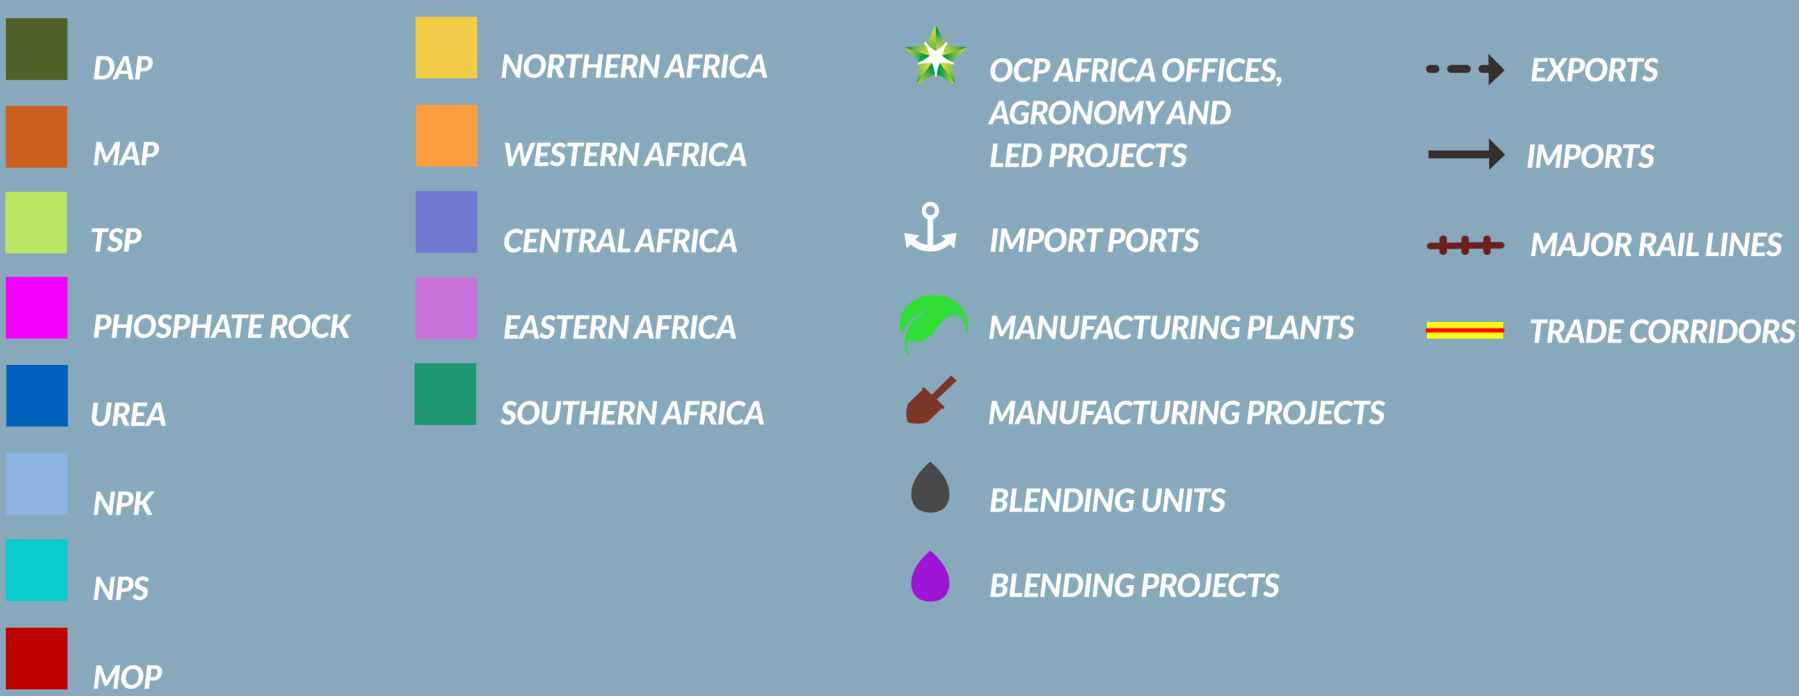 DAP
MAP
TSP
PHOSPHATE ROCK
UREA
NPK
NPS
MOP
NORTHERN AFRICA
WESTERN AFRICA
CENTRAL AFRICA
EASTERN AFRICA
SOUTHERN AFRICA
OCP AFRICA OFFICES,
AGRONOMY AND
LED PROJECTS
IMPORT PORTS
MANUFACTURING PLANTS
MANUFACTURING PROJECTS
BLENDING UNITS
BLENDING PROJECTS
EXPORTS
IMPORTS
MAJOR RAIL LINES
TRADE CORRIDORS